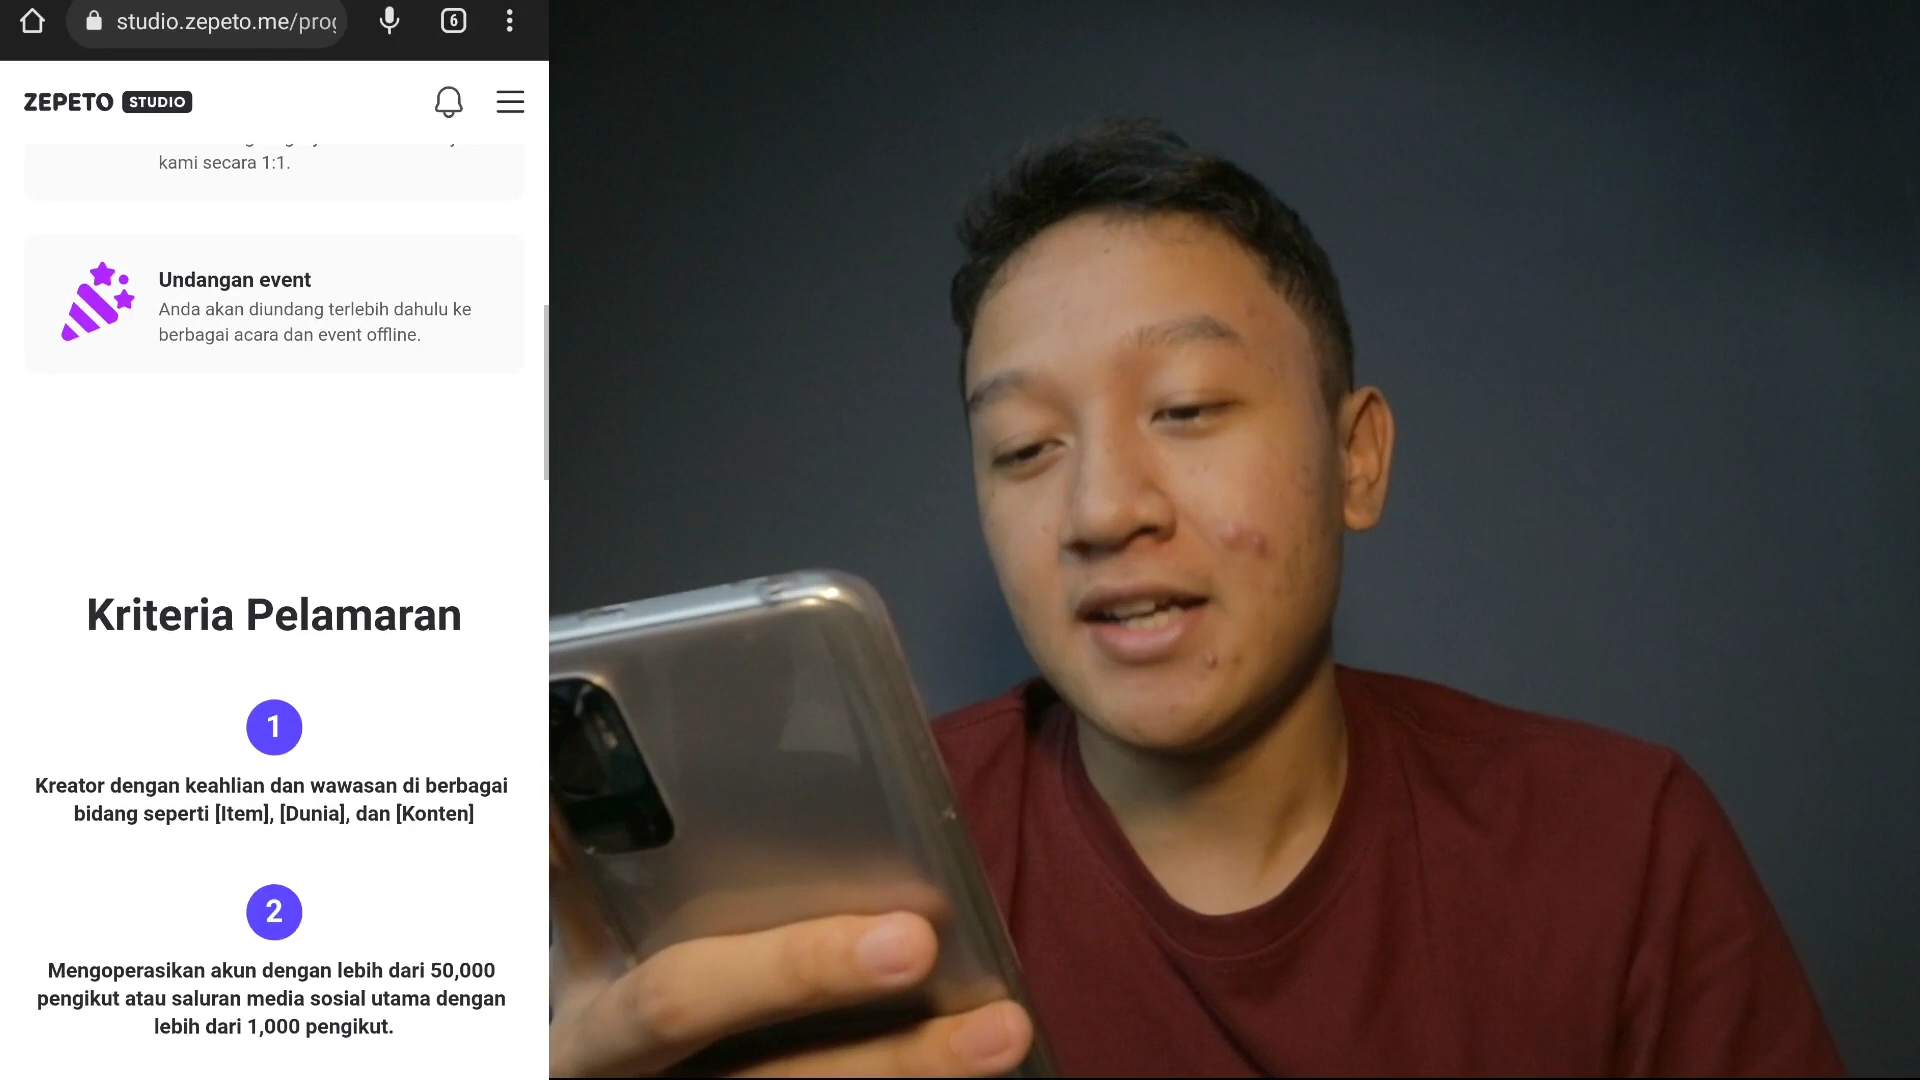 studio.zepeto.me/prog
6
ZEPETO STUDIO
kami secara 1:1.
Undangan event
Anda akan diundang terlebih dahulu ke
berbagai acara dan event offline.
Kriteria Pelamaran
1
Kreator dengan keahlian dan wawasan di berbagai
bidang seperti [Item], [Dunia], dan [Konten]
2
Mengoperasikan akun dengan lebih dari 50,000
pengikut atau saluran media sosial utama dengan
lebih dari 1,000 pengikut.